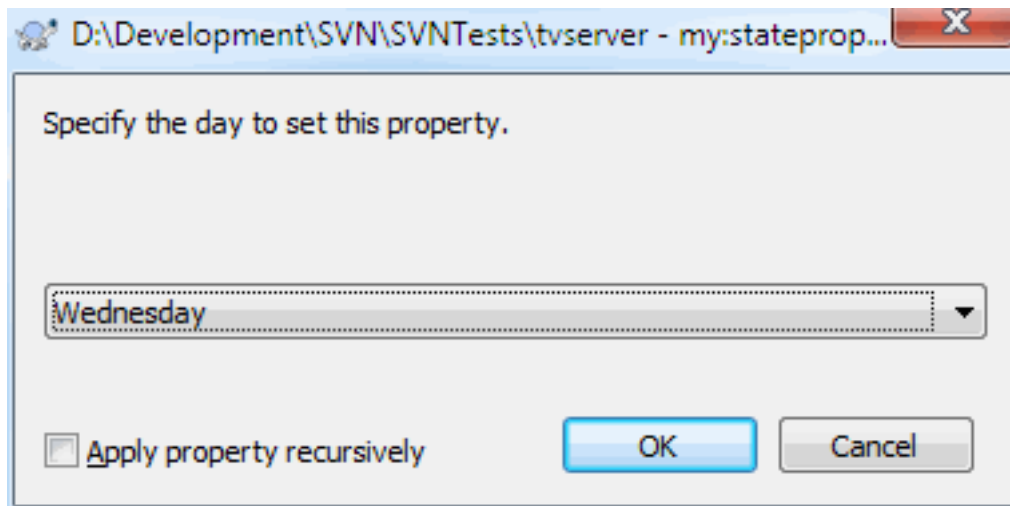 D:\Development\SVN\SVNTests\tvserver - my:stateprop...
Specify the day to set this property.
Wednesday
Apply property recursively
OK
Cancel